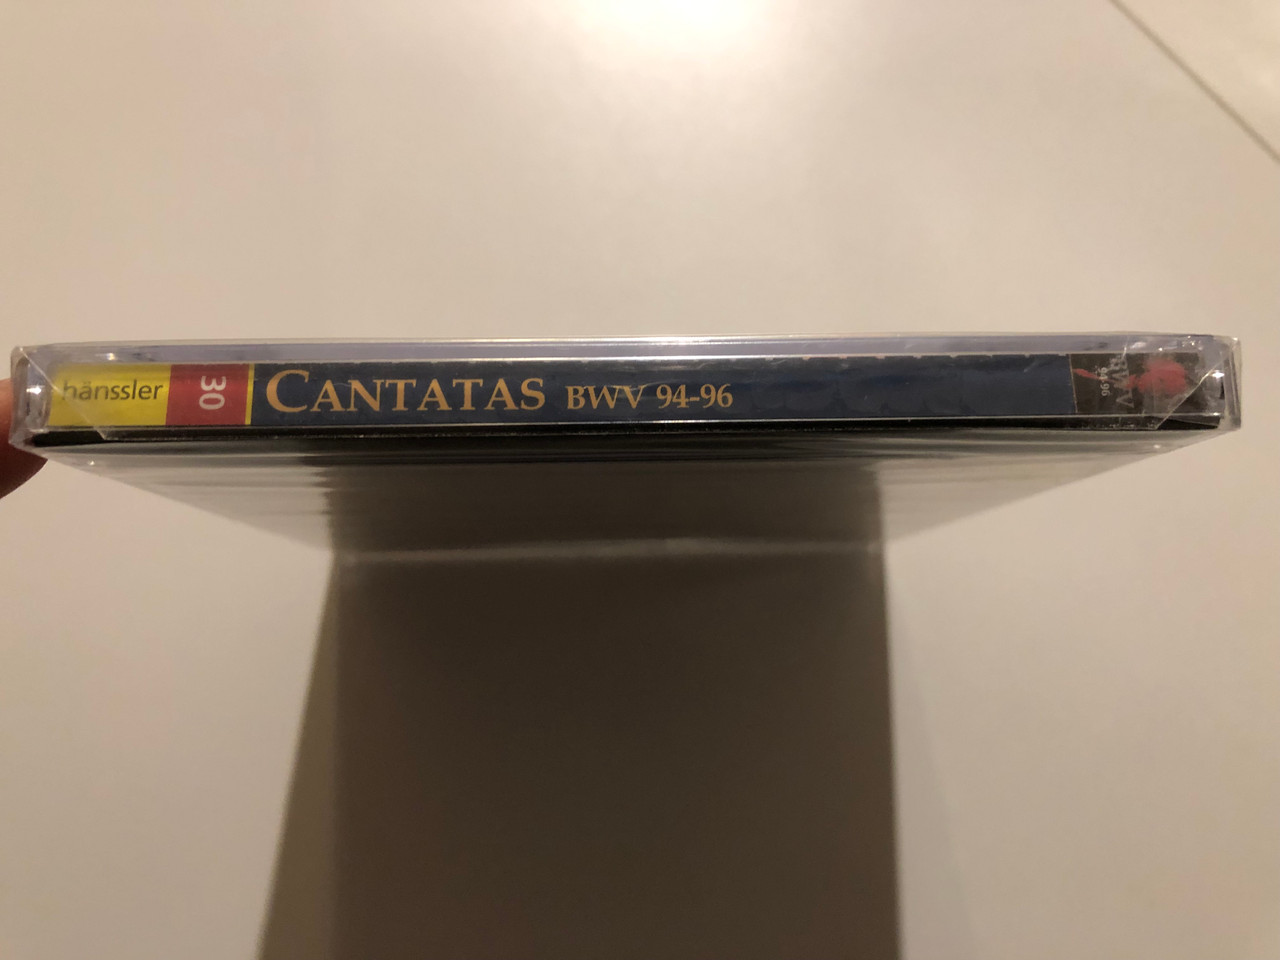 hänssler
30
CANTATAS BWV 94-96
BWV
94-96